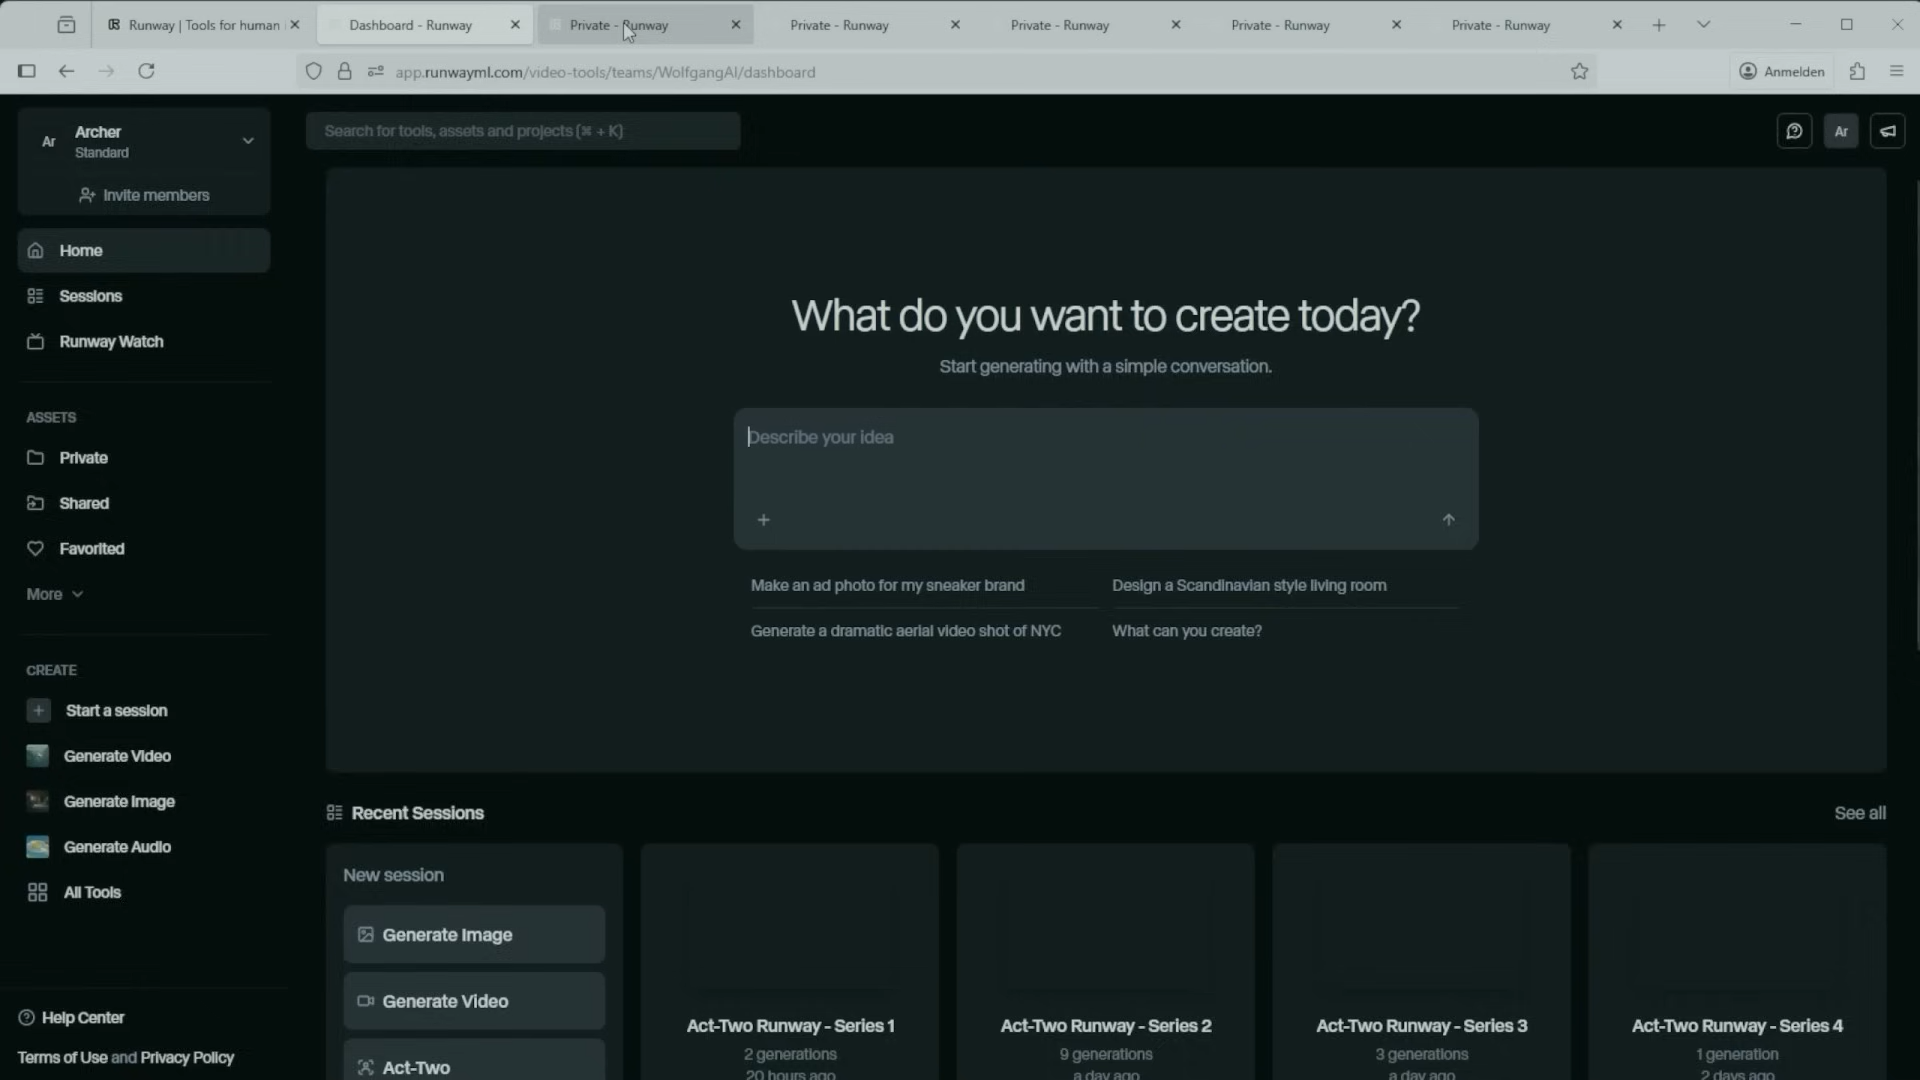 Runway | Tools for human
Dashboard - Runway
Private - Runway
Private - Runway
Private - Runway
Private - Runway
Private - Runway
app.runwayml.com/video-tools/teams/WolfgangAI/dashboard
Anmelden
Ar
Archer
Standard
Invite members
Search for tools, assets and projects (⌘ + K)
Ar
Home
Sessions
Runway Watch
ASSETS
Private
Shared
Favorited
More
CREATE
Start a session
Generate Video
Generate Image
Generate Audio
All Tools
Help Center
Terms of Use and Privacy Policy
What do you want to create today?
Start generating with a simple conversation.
Describe your idea
Make an ad photo for my sneaker brand
Design a Scandinavian style living room
Generate a dramatic aerial video shot of NYC
What can you create?
Recent Sessions
See all
New session
Generate Image
Generate Video
Act-Two
Act-Two Runway - Series 1
2 generations
20 hours ago
Act-Two Runway - Series 2
9 generations
a day ago
Act-Two Runway - Series 3
3 generations
a day ago
Act-Two Runway - Series 4
1 generation
2 days ago